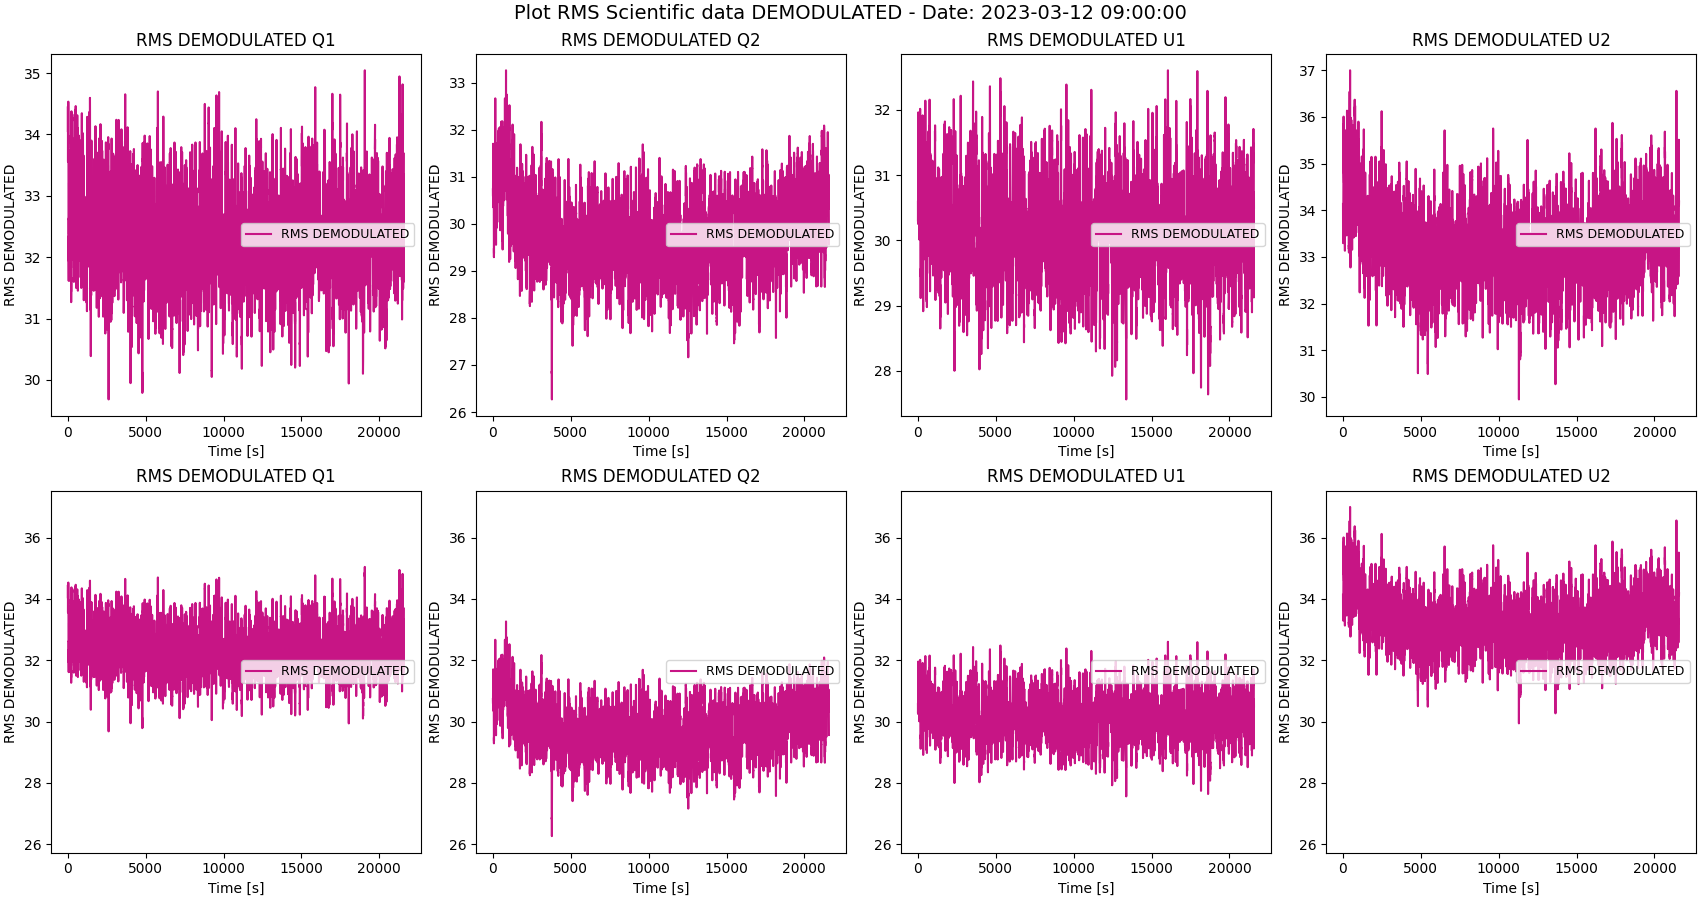 Plot RMS Scientific data DEMODULATED - Date: 2023-03-12 09:00:00
RMS DEMODULATED Q1
RMS DEMODULATED
35
34
33
32
31
30
RMS DEMODULATED
0 5000 10000 15000 20000
Time [s]
RMS DEMODULATED Q2
RMS DEMODULATED
33
32
31
30
29
28
27
26
RMS DEMODULATED
0 5000 10000 15000 20000
Time [s]
RMS DEMODULATED U1
RMS DEMODULATED
32
31
30
29
28
RMS DEMODULATED
0 5000 10000 15000 20000
Time [s]
RMS DEMODULATED U2
RMS DEMODULATED
37
36
35
34
33
32
31
30
RMS DEMODULATED
0 5000 10000 15000 20000
Time [s]
RMS DEMODULATED Q1
RMS DEMODULATED
36
34
32
30
28
26
RMS DEMODULATED
0 5000 10000 15000 20000
Time [s]
RMS DEMODULATED Q2
RMS DEMODULATED
36
34
32
30
28
26
RMS DEMODULATED
0 5000 10000 15000 20000
Time [s]
RMS DEMODULATED U1
RMS DEMODULATED
36
34
32
30
28
26
RMS DEMODULATED
0 5000 10000 15000 20000
Time [s]
RMS DEMODULATED U2
RMS DEMODULATED
36
34
32
30
28
26
RMS DEMODULATED
0 5000 10000 15000 20000
Time [s]